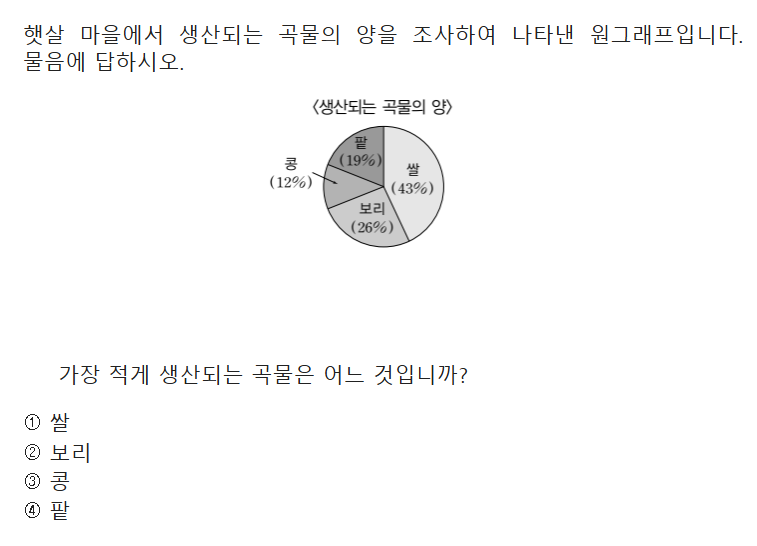 햇살 마을에서 생산되는 곡물의 양을 조사하여 나타낸 원그래프입니다.
물음에 답하시오.
〈생산되는 곡물의 양〉
팥
(19%)
콩
(12%)
쌀
(43%)
보리
(26%)
가장 적게 생산되는 곡물은 어느 것입니까?
① 쌀
② 보리
③ 콩
④ 팥